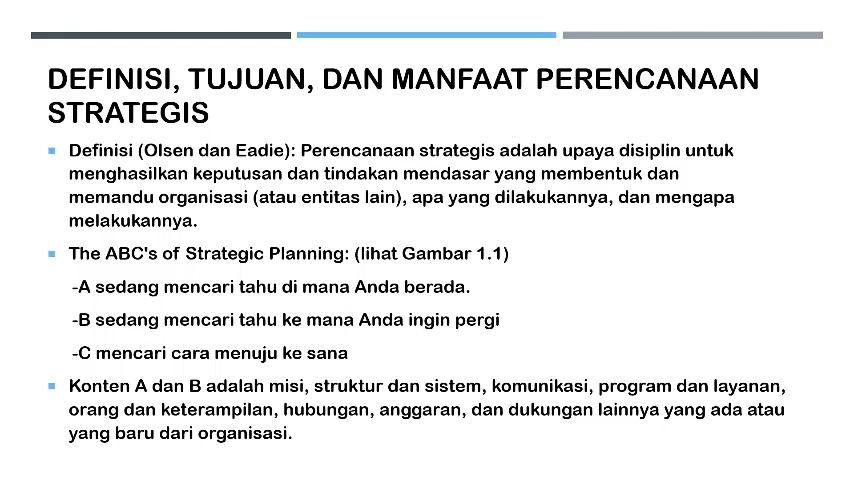 DEFINISI, TUJUAN, DAN MANFAAT PERENCANAAN
STRATEGIS
Definisi (Olsen dan Eadie): Perencanaan strategis adalah upaya disiplin untuk
menghasilkan keputusan dan tindakan mendasar yang membentuk dan
memandu organisasi (atau entitas lain), apa yang dilakukannya, dan mengapa
melakukannya.
The ABC's of Strategic Planning: (lihat Gambar 1.1)
-A sedang mencari tahu di mana Anda berada.
-B sedang mencari tahu ke mana Anda ingin pergi
-C mencari cara menuju ke sana
Konten A dan B adalah misi, struktur dan sistem, komunikasi, program dan layanan,
orang dan keterampilan, hubungan, anggaran, dan dukungan lainnya yang ada atau
yang baru dari organisasi.